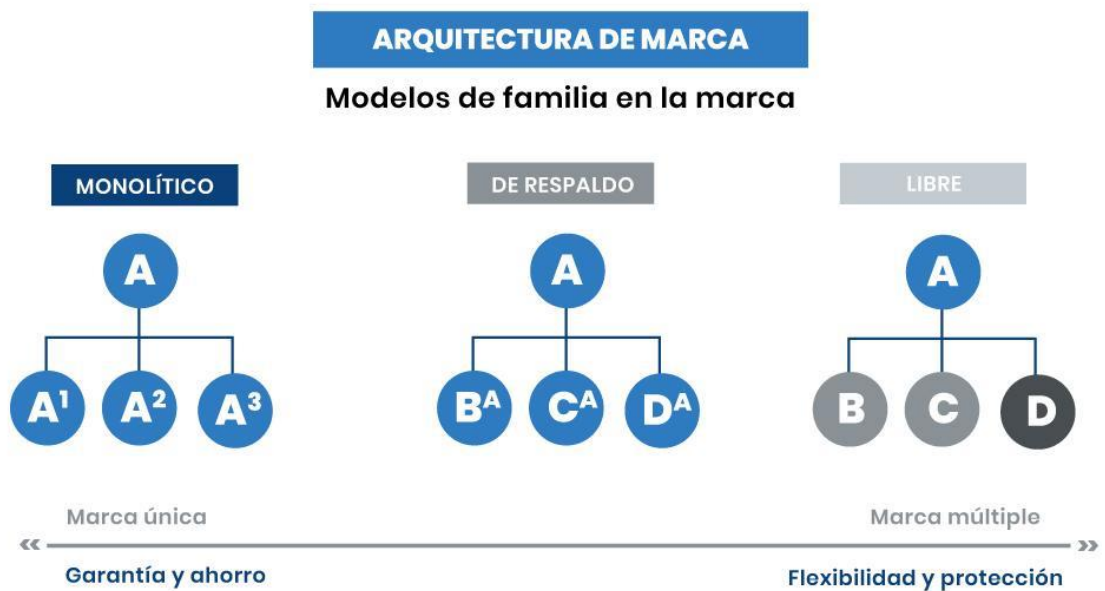 ARQUITECTURA DE MARCA
Modelos de familia en la marca
MONOLÍTICO
A
A¹ A² A³
DE RESPALDO
A
Bᴬ Cᴬ Dᴬ
LIBRE
A
B C D
Marca única
Marca múltiple
Garantía y ahorro
Flexibilidad y protección